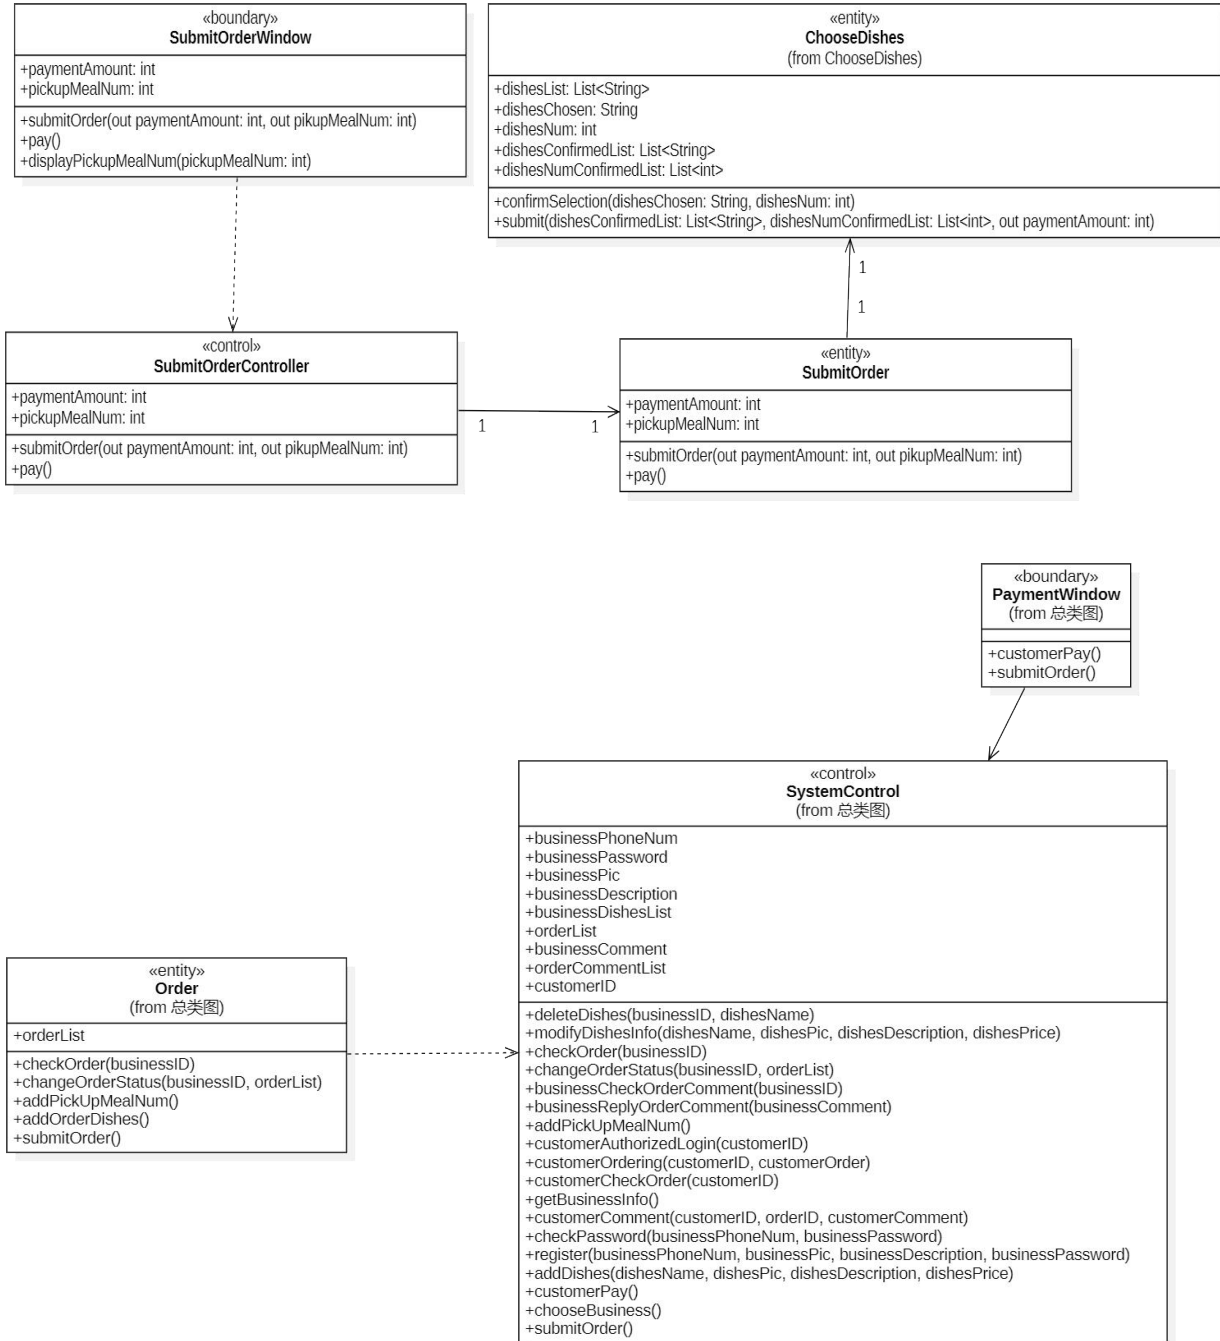 «boundary»
SubmitOrderWindow
+paymentAmount: int
+pickupMealNum: int
+submitOrder(out paymentAmount: int, out pikupMealNum: int)
+pay()
+displayPickupMealNum(pickupMealNum: int)
«entity»
ChooseDishes
(from ChooseDishes)
+dishesList: List<String>
+dishesChosen: String
+dishesNum: int
+dishesConfirmedList: List<String>
+dishesNumConfirmedList: List<int>
+confirmSelection(dishesChosen: String, dishesNum: int)
+submit(dishesConfirmedList: List<String>, dishesNumConfirmedList: List<int>, out paymentAmount: int)
1
1
«control»
SubmitOrderController
+paymentAmount: int
+pickupMealNum: int
+submitOrder(out paymentAmount: int, out pikupMealNum: int)
+pay()
1
1
«entity»
SubmitOrder
+paymentAmount: int
+pickupMealNum: int
+submitOrder(out paymentAmount: int, out pikupMealNum: int)
+pay()
«boundary»
PaymentWindow
(from 总类图)
+customerPay()
+submitOrder()
«control»
SystemControl
(from 总类图)
+businessPhoneNum
+businessPassword
+businessPic
+businessDescription
+businessDishesList
+orderList
+businessComment
+orderCommentList
+customerID
+deleteDishes(businessID, dishesName)
+modifyDishesInfo(dishesName, dishesPic, dishesDescription, dishesPrice)
+checkOrder(businessID)
+changeOrderStatus(businessID, orderList)
+businessCheckOrderComment(businessID)
+businessReplyOrderComment(businessComment)
+addPickUpMealNum()
+customerAuthorizedLogin(customerID)
+customerOrdering(customerID, customerOrder)
+customerCheckOrder(customerID)
+getBusinessInfo()
+customerComment(customerID, orderID, customerComment)
+checkPassword(businessPhoneNum, businessPassword)
+register(businessPhoneNum, businessPic, businessDescription, businessPassword)
+addDishes(dishesName, dishesPic, dishesDescription, dishesPrice)
+customerPay()
+chooseBusiness()
+submitOrder()
«entity»
Order
(from 总类图)
+orderList
+checkOrder(businessID)
+changeOrderStatus(businessID, orderList)
+addPickUpMealNum()
+addOrderDishes()
+submitOrder()